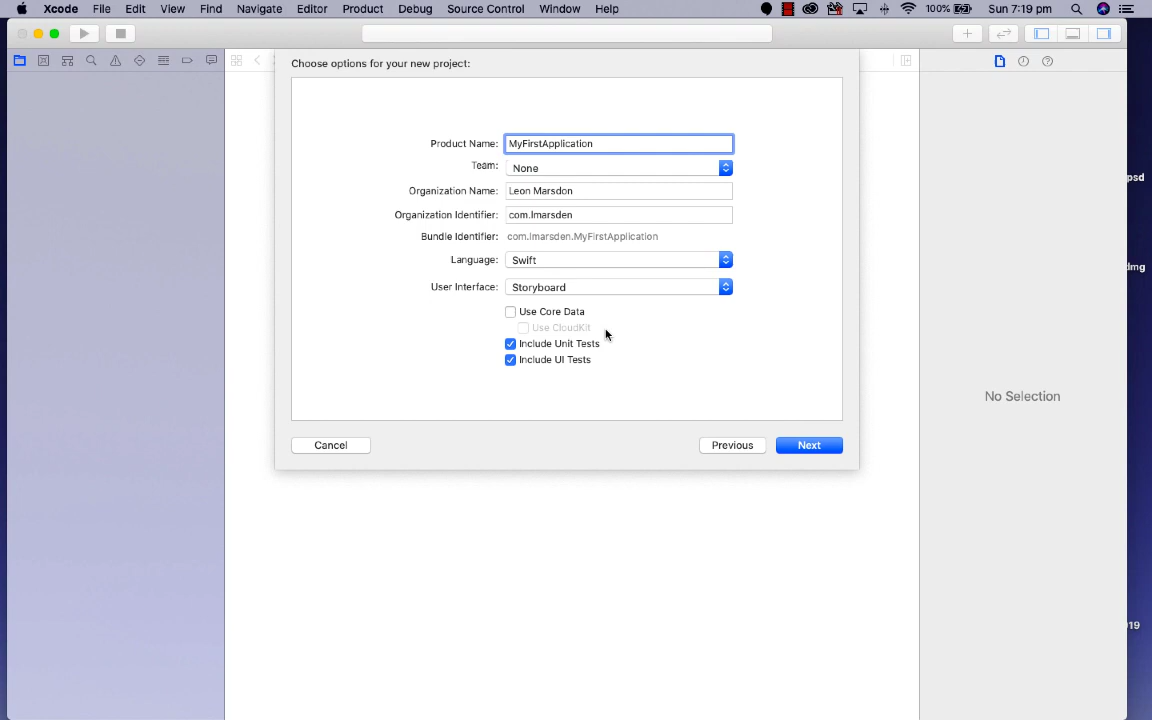 Xcode File Edit View Find Navigate Editor Product Debug Source Control Window Help 100% Sun 7:19 pm
Choose options for your new project:
Product Name: MyFirstApplication
psd
Team: None
Organization Name: Leon Marsdon
Organization Identifier: com.lmarsden
Bundle Identifier: com.lmarsden.MyFirstApplication
Language: Swift
dmg
User Interface: Storyboard
Use Core Data
Use CloudKit
Include Unit Tests
Include UI Tests
No Selection
Cancel Previous Next
019